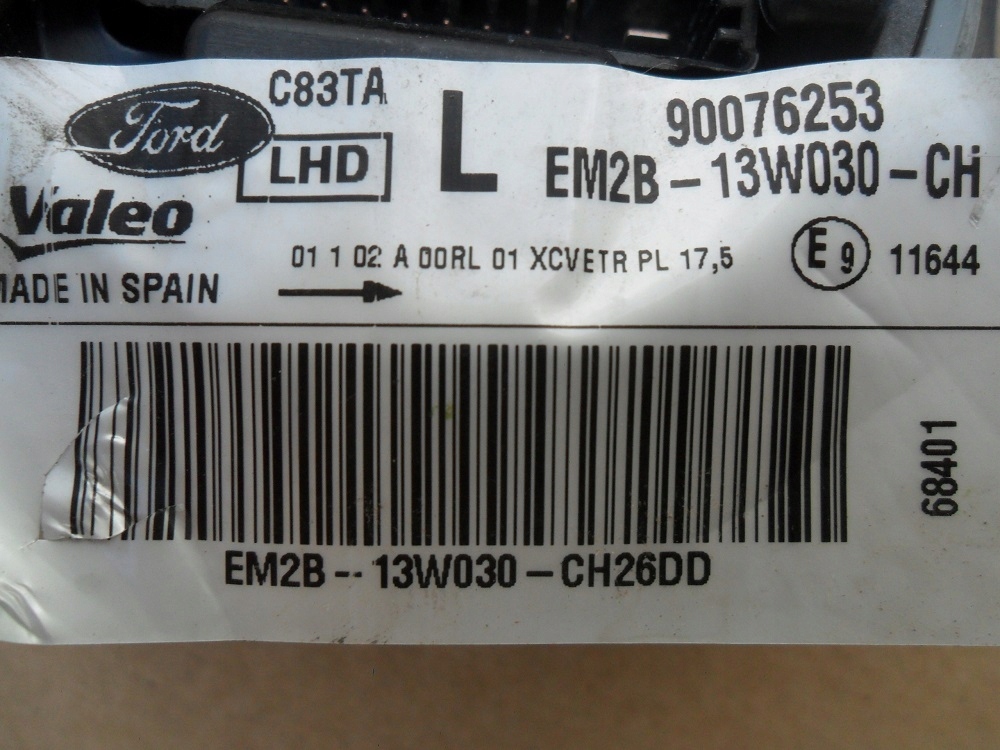 Ford
C83TA
LHD
L
90076253
EM2B-13W030-CH
Valeo
01 1 02 A 00RL 01 XCVETR PL 17,5
E9 11644
MADE IN SPAIN
68401
EM2B--13W030-CH26DD